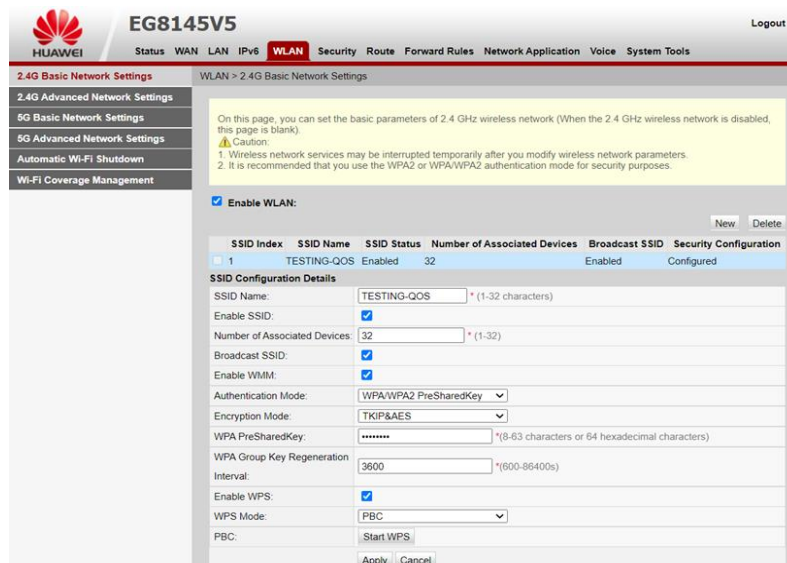 EG8145V5
Logout
HUAWEI
Status WAN LAN IPv6 WLAN Security Route Forward Rules Network Application Voice System Tools
2.4G Basic Network Settings
WLAN > 2.4G Basic Network Settings
2.4G Advanced Network Settings
5G Basic Network Settings
5G Advanced Network Settings
Automatic Wi-Fi Shutdown
Wi-Fi Coverage Management
On this page, you can set the basic parameters of 2.4 GHz wireless network (When the 2.4 GHz wireless network is disabled,
this page is blank).
Caution:
1. Wireless network services may be interrupted temporarily after you modify wireless network parameters.
2. It is recommended that you use the WPA2 or WPA/WPA2 authentication mode for security purposes.
Enable WLAN:
New Delete
SSID Index SSID Name SSID Status Number of Associated Devices Broadcast SSID Security Configuration
1 TESTING-QOS Enabled 32 Enabled Configured
SSID Configuration Details
SSID Name: TESTING-QOS * (1-32 characters)
Enable SSID:
Number of Associated Devices: 32 * (1-32)
Broadcast SSID:
Enable WMM:
Authentication Mode: WPA/WPA2 PreSharedKey
Encryption Mode: TKIP&AES
WPA PreSharedKey: •••••••• *(8-63 characters or 64 hexadecimal characters)
WPA Group Key Regeneration
Interval: 3600 *(600-86400s)
Enable WPS:
WPS Mode: PBC
PBC: Start WPS
Apply Cancel